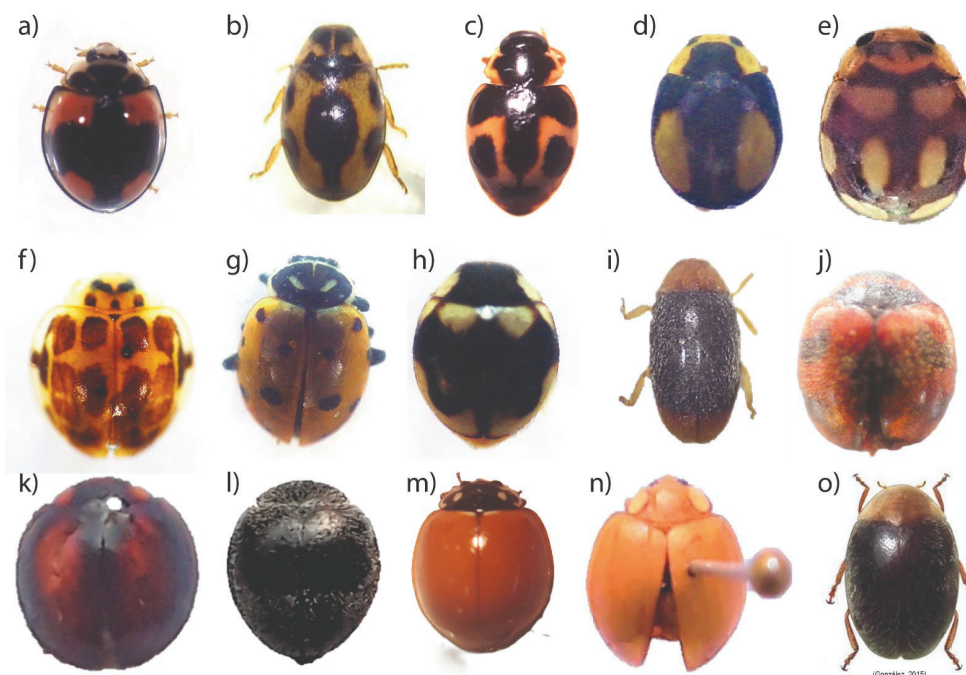 a)
b)
c)
d)
e)
f)
g)
h)
i)
j)
k)
l)
m)
n)
o)
(González, 2015)